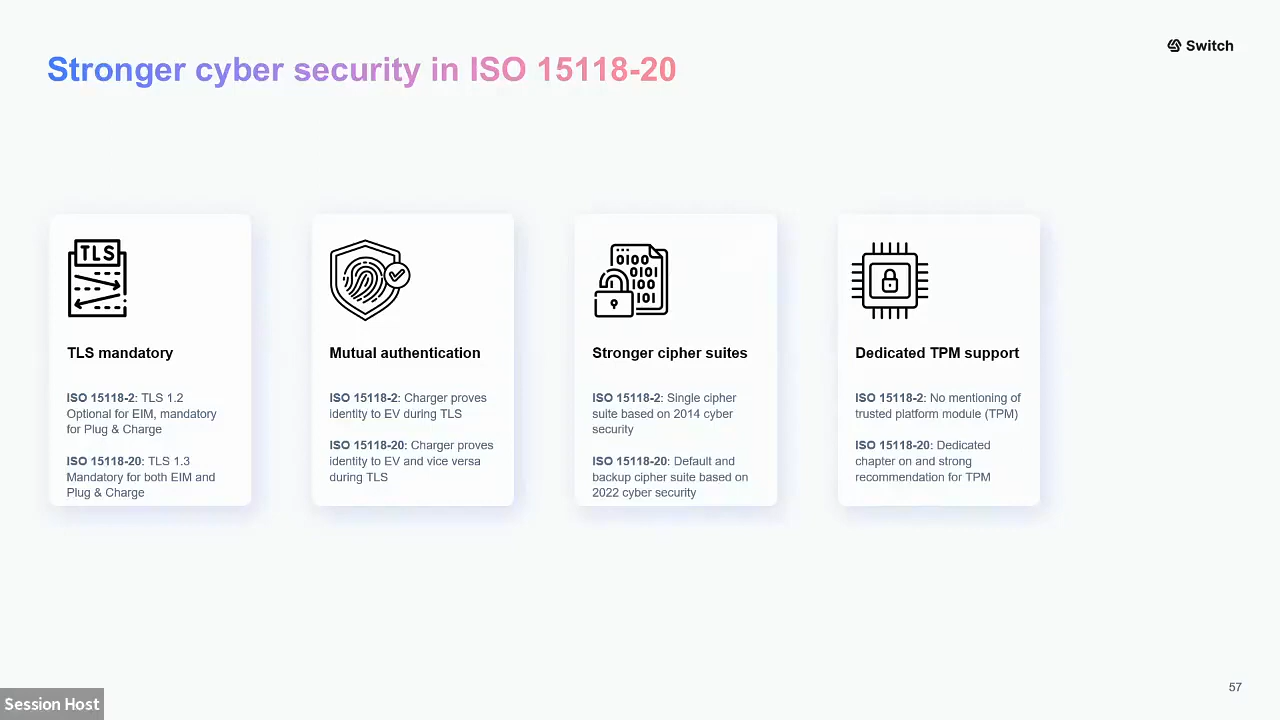 Switch
Stronger cyber security in ISO 15118-20
TLS
TLS mandatory
ISO 15118-2: TLS 1.2
Optional for EIM, mandatory
for Plug & Charge
ISO 15118-20: TLS 1.3
Mandatory for both EIM and
Plug & Charge
Mutual authentication
ISO 15118-2: Charger proves
identity to EV during TLS
ISO 15118-20: Charger proves
identity to EV and vice versa
during TLS
0100
0101
100
101
Stronger cipher suites
ISO 15118-2: Single cipher
suite based on 2014 cyber
security
ISO 15118-20: Default and
backup cipher suite based on
2022 cyber security
Dedicated TPM support
ISO 15118-2: No mentioning of
trusted platform module (TPM)
ISO 15118-20: Dedicated
chapter on and strong
recommendation for TPM
57
Session Host